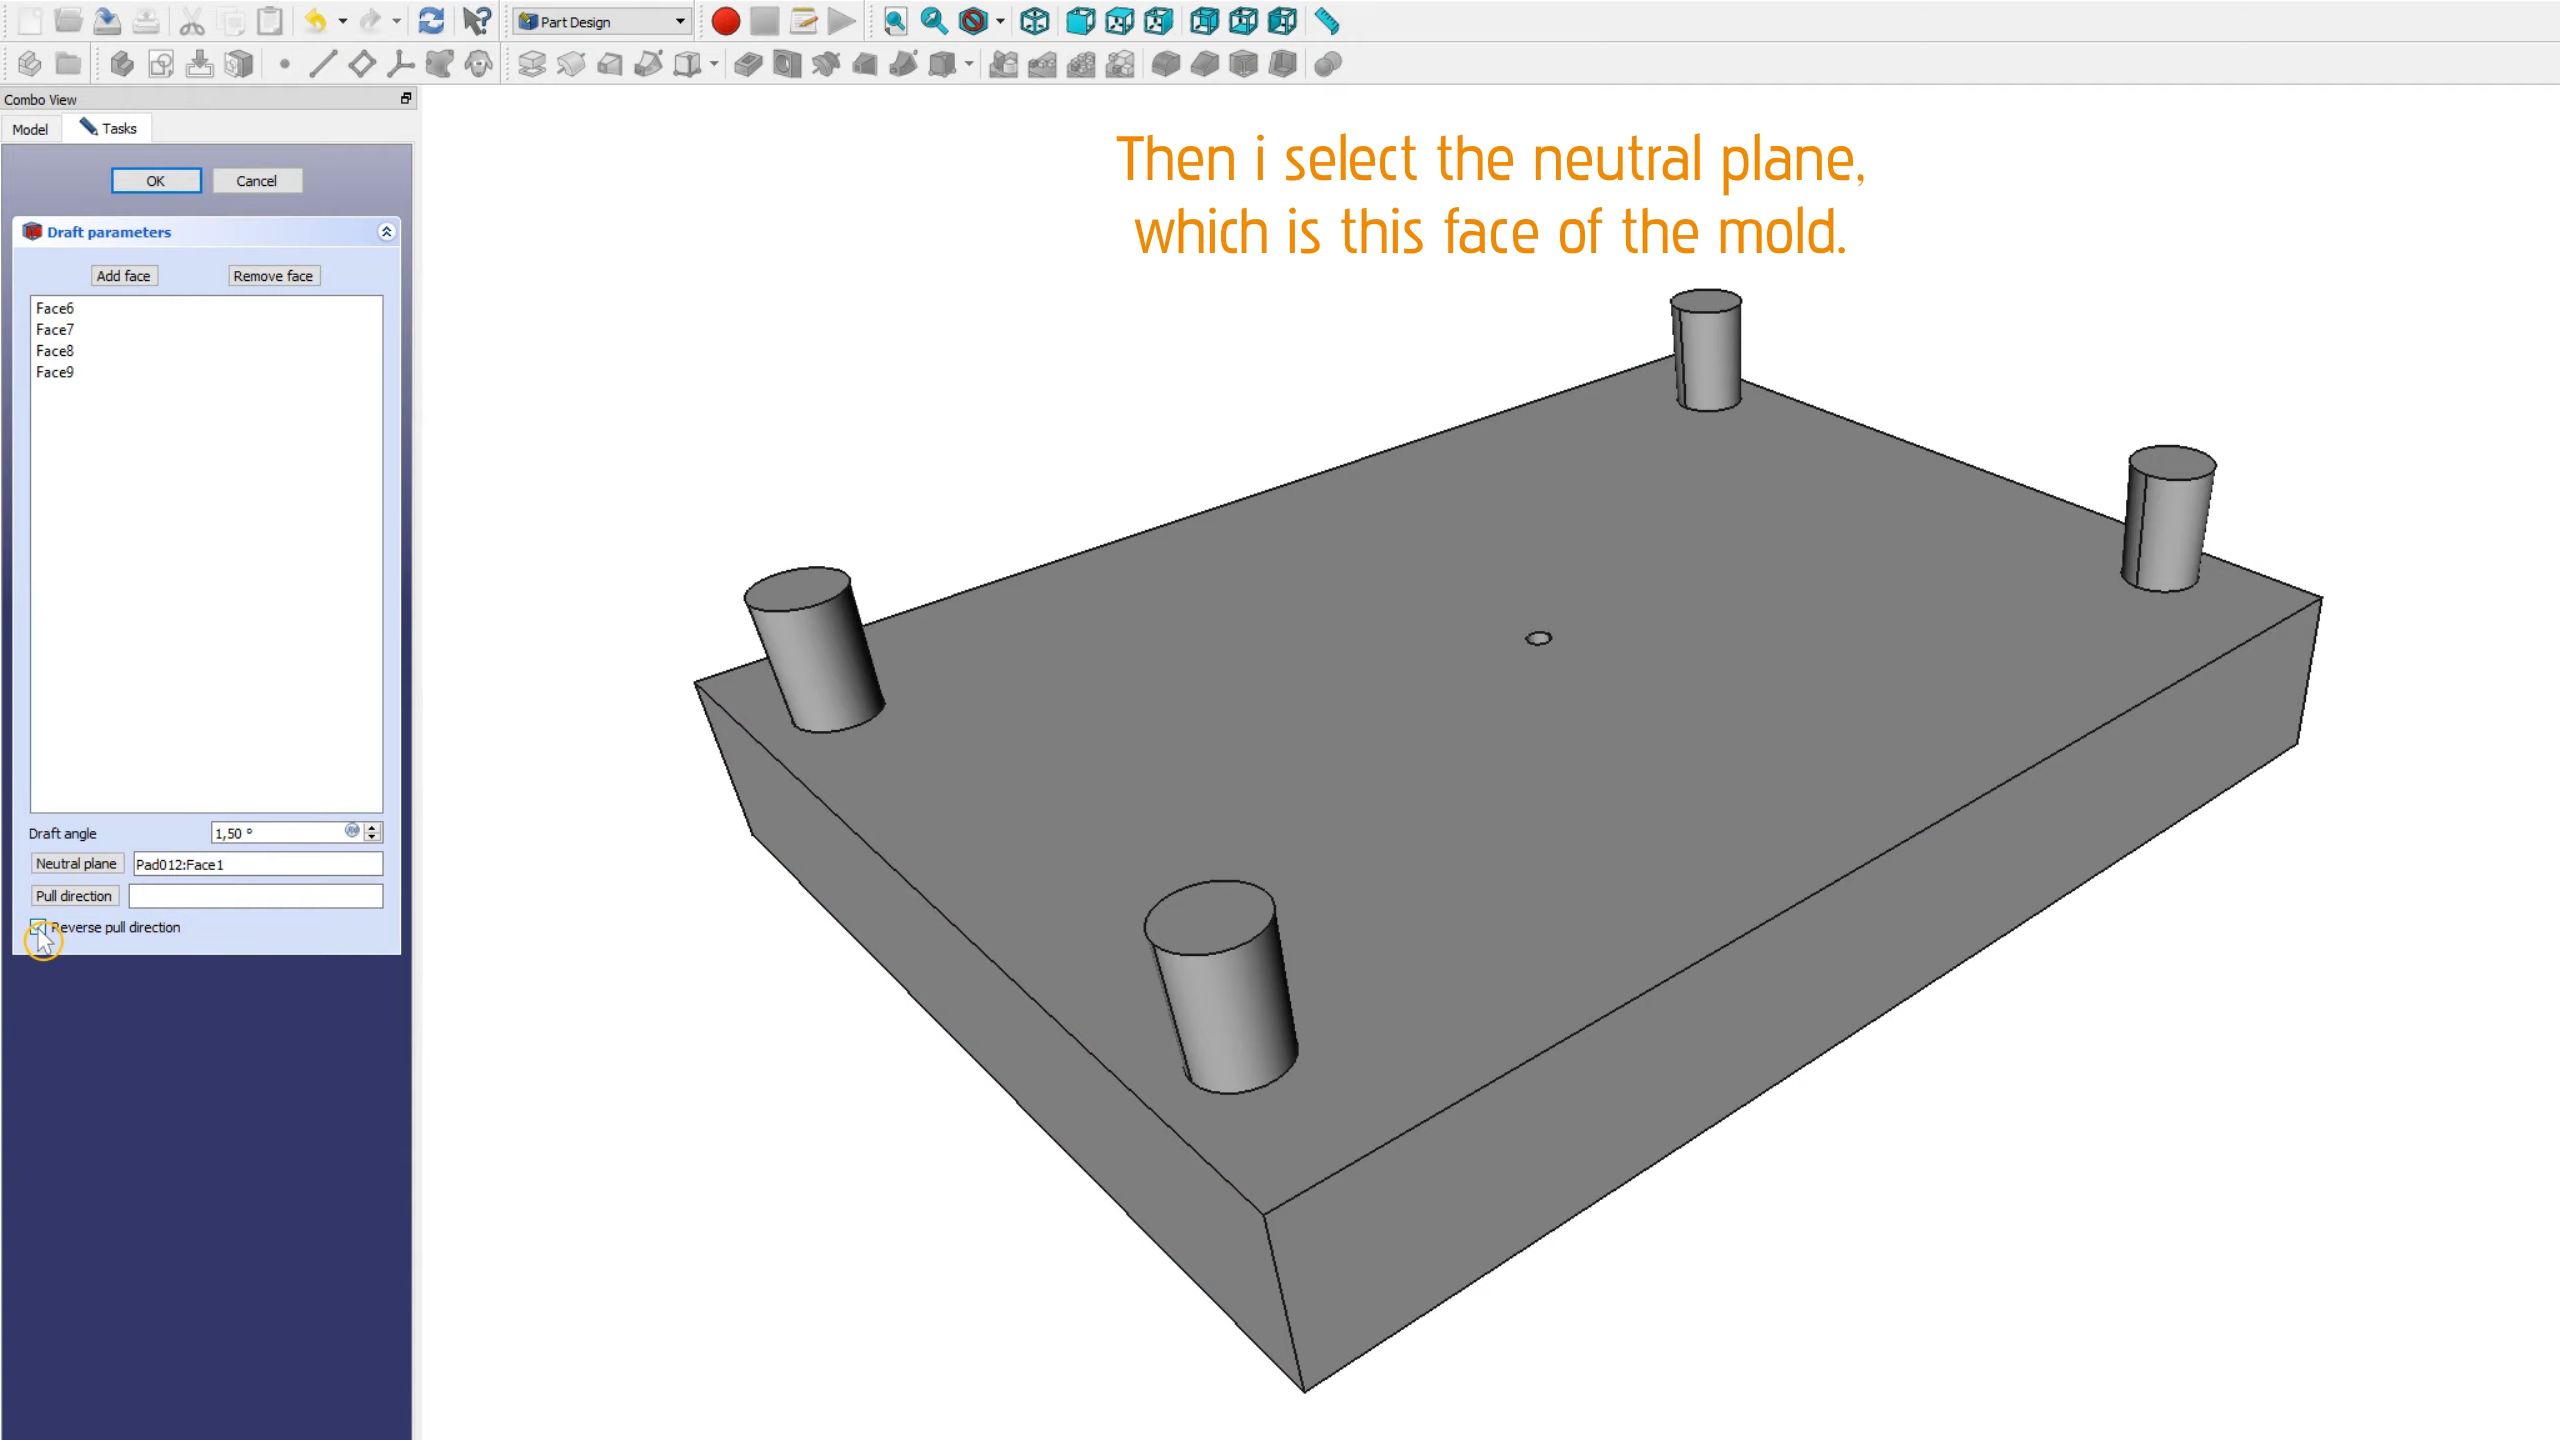 Part Design
Combo View
Model
Tasks
OK
Cancel
Draft parameters
Add face
Remove face
Face6
Face7
Face8
Face9
Draft angle
1,50 °
Neutral plane
Pad012:Face1
Pull direction
Reverse pull direction
Then i select the neutral plane,
which is this face of the mold.